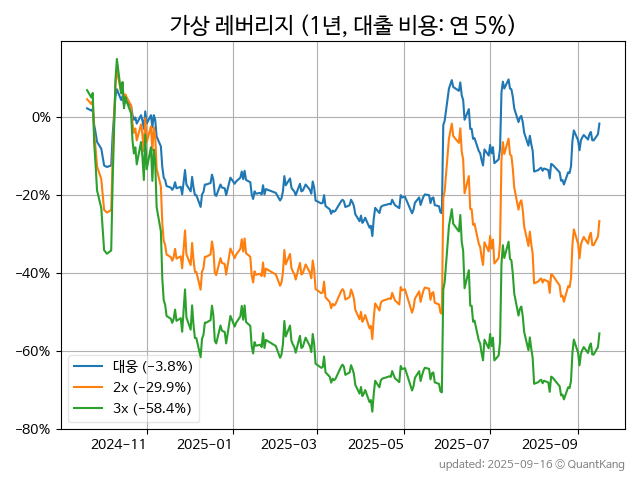 가상 레버리지 (1년, 대출 비용: 연 5%)
0%
−20%
−40%
−60%
−80%
대웅 (−3.8%)
2x (−29.9%)
3x (−58.4%)
2024-11
2025-01
2025-03
2025-05
2025-07
2025-09
updated: 2025-09-16 © QuantKang